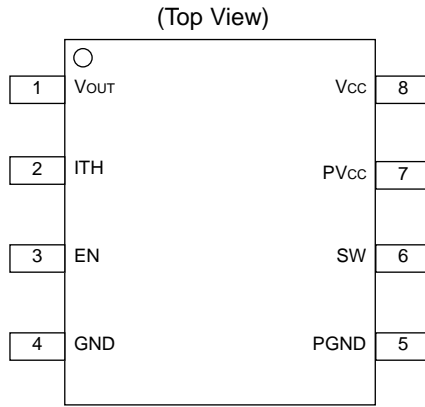 (Top View)
1 VOUT VCC 8
2 ITH PVCC 7
3 EN SW 6
4 GND PGND 5